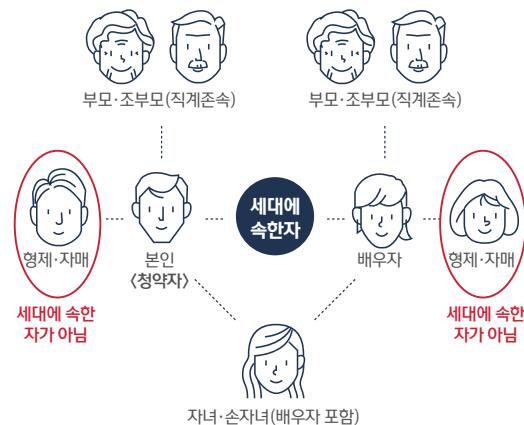 부모·조부모(직계존속)
부모·조부모(직계존속)
세대에
속한자
형제·자매
본인
〈청약자〉
배우자
형제·자매
세대에 속한
자가 아님
세대에 속한
자가 아님
자녀·손자녀(배우자 포함)